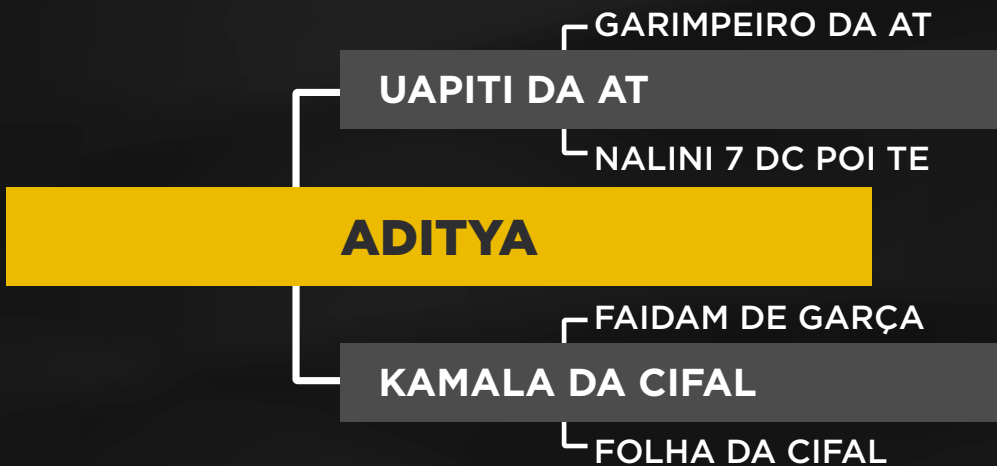 GARIMPEIRO DA AT
UAPITI DA AT
NALINI 7 DC POI TE
ADITYA
FAIDAM DE GARÇA
KAMALA DA CIFAL
FOLHA DA CIFAL